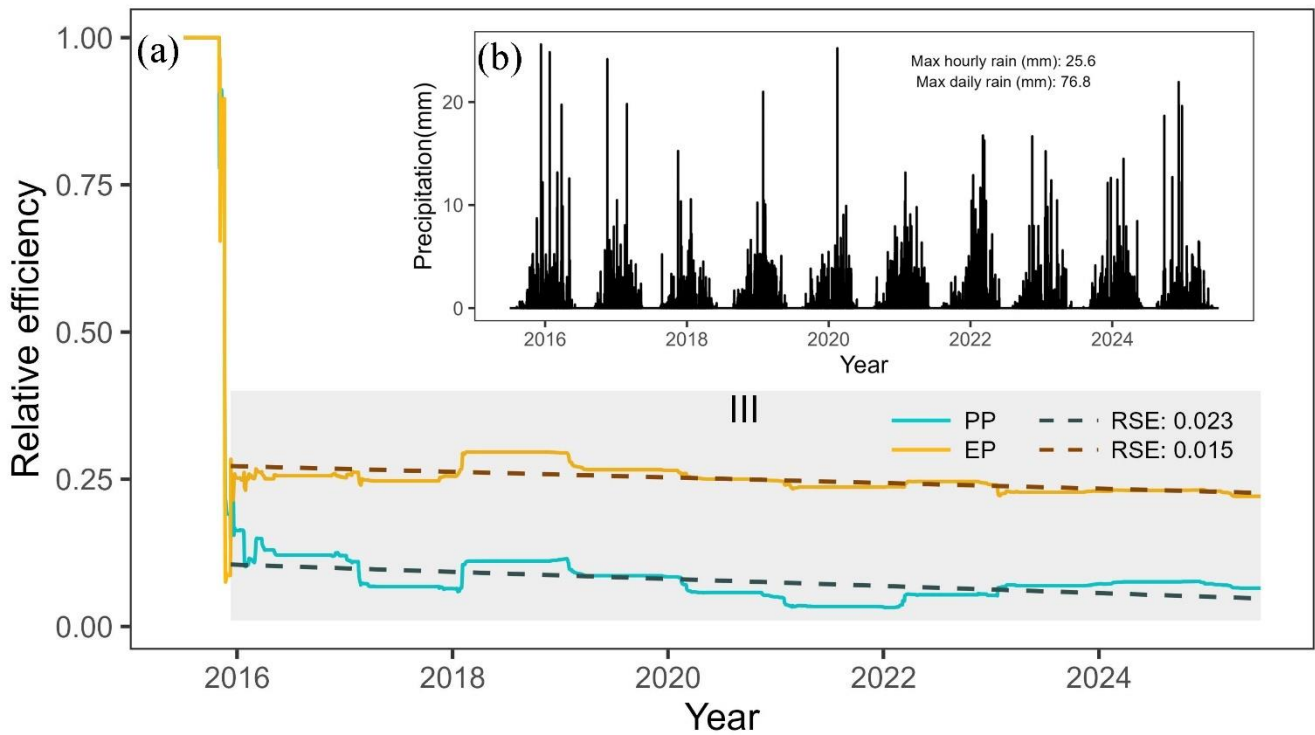 (a)
1.00
0.75
0.50
0.25
0.00
Relative efficiency
2016 2018 2020 2022 2024
Year
(b)
Max hourly rain (mm): 25.6
Max daily rain (mm): 76.8
20
10
0
Precipitation(mm)
2016 2018 2020 2022 2024
Year
III
PP RSE: 0.023
EP RSE: 0.015